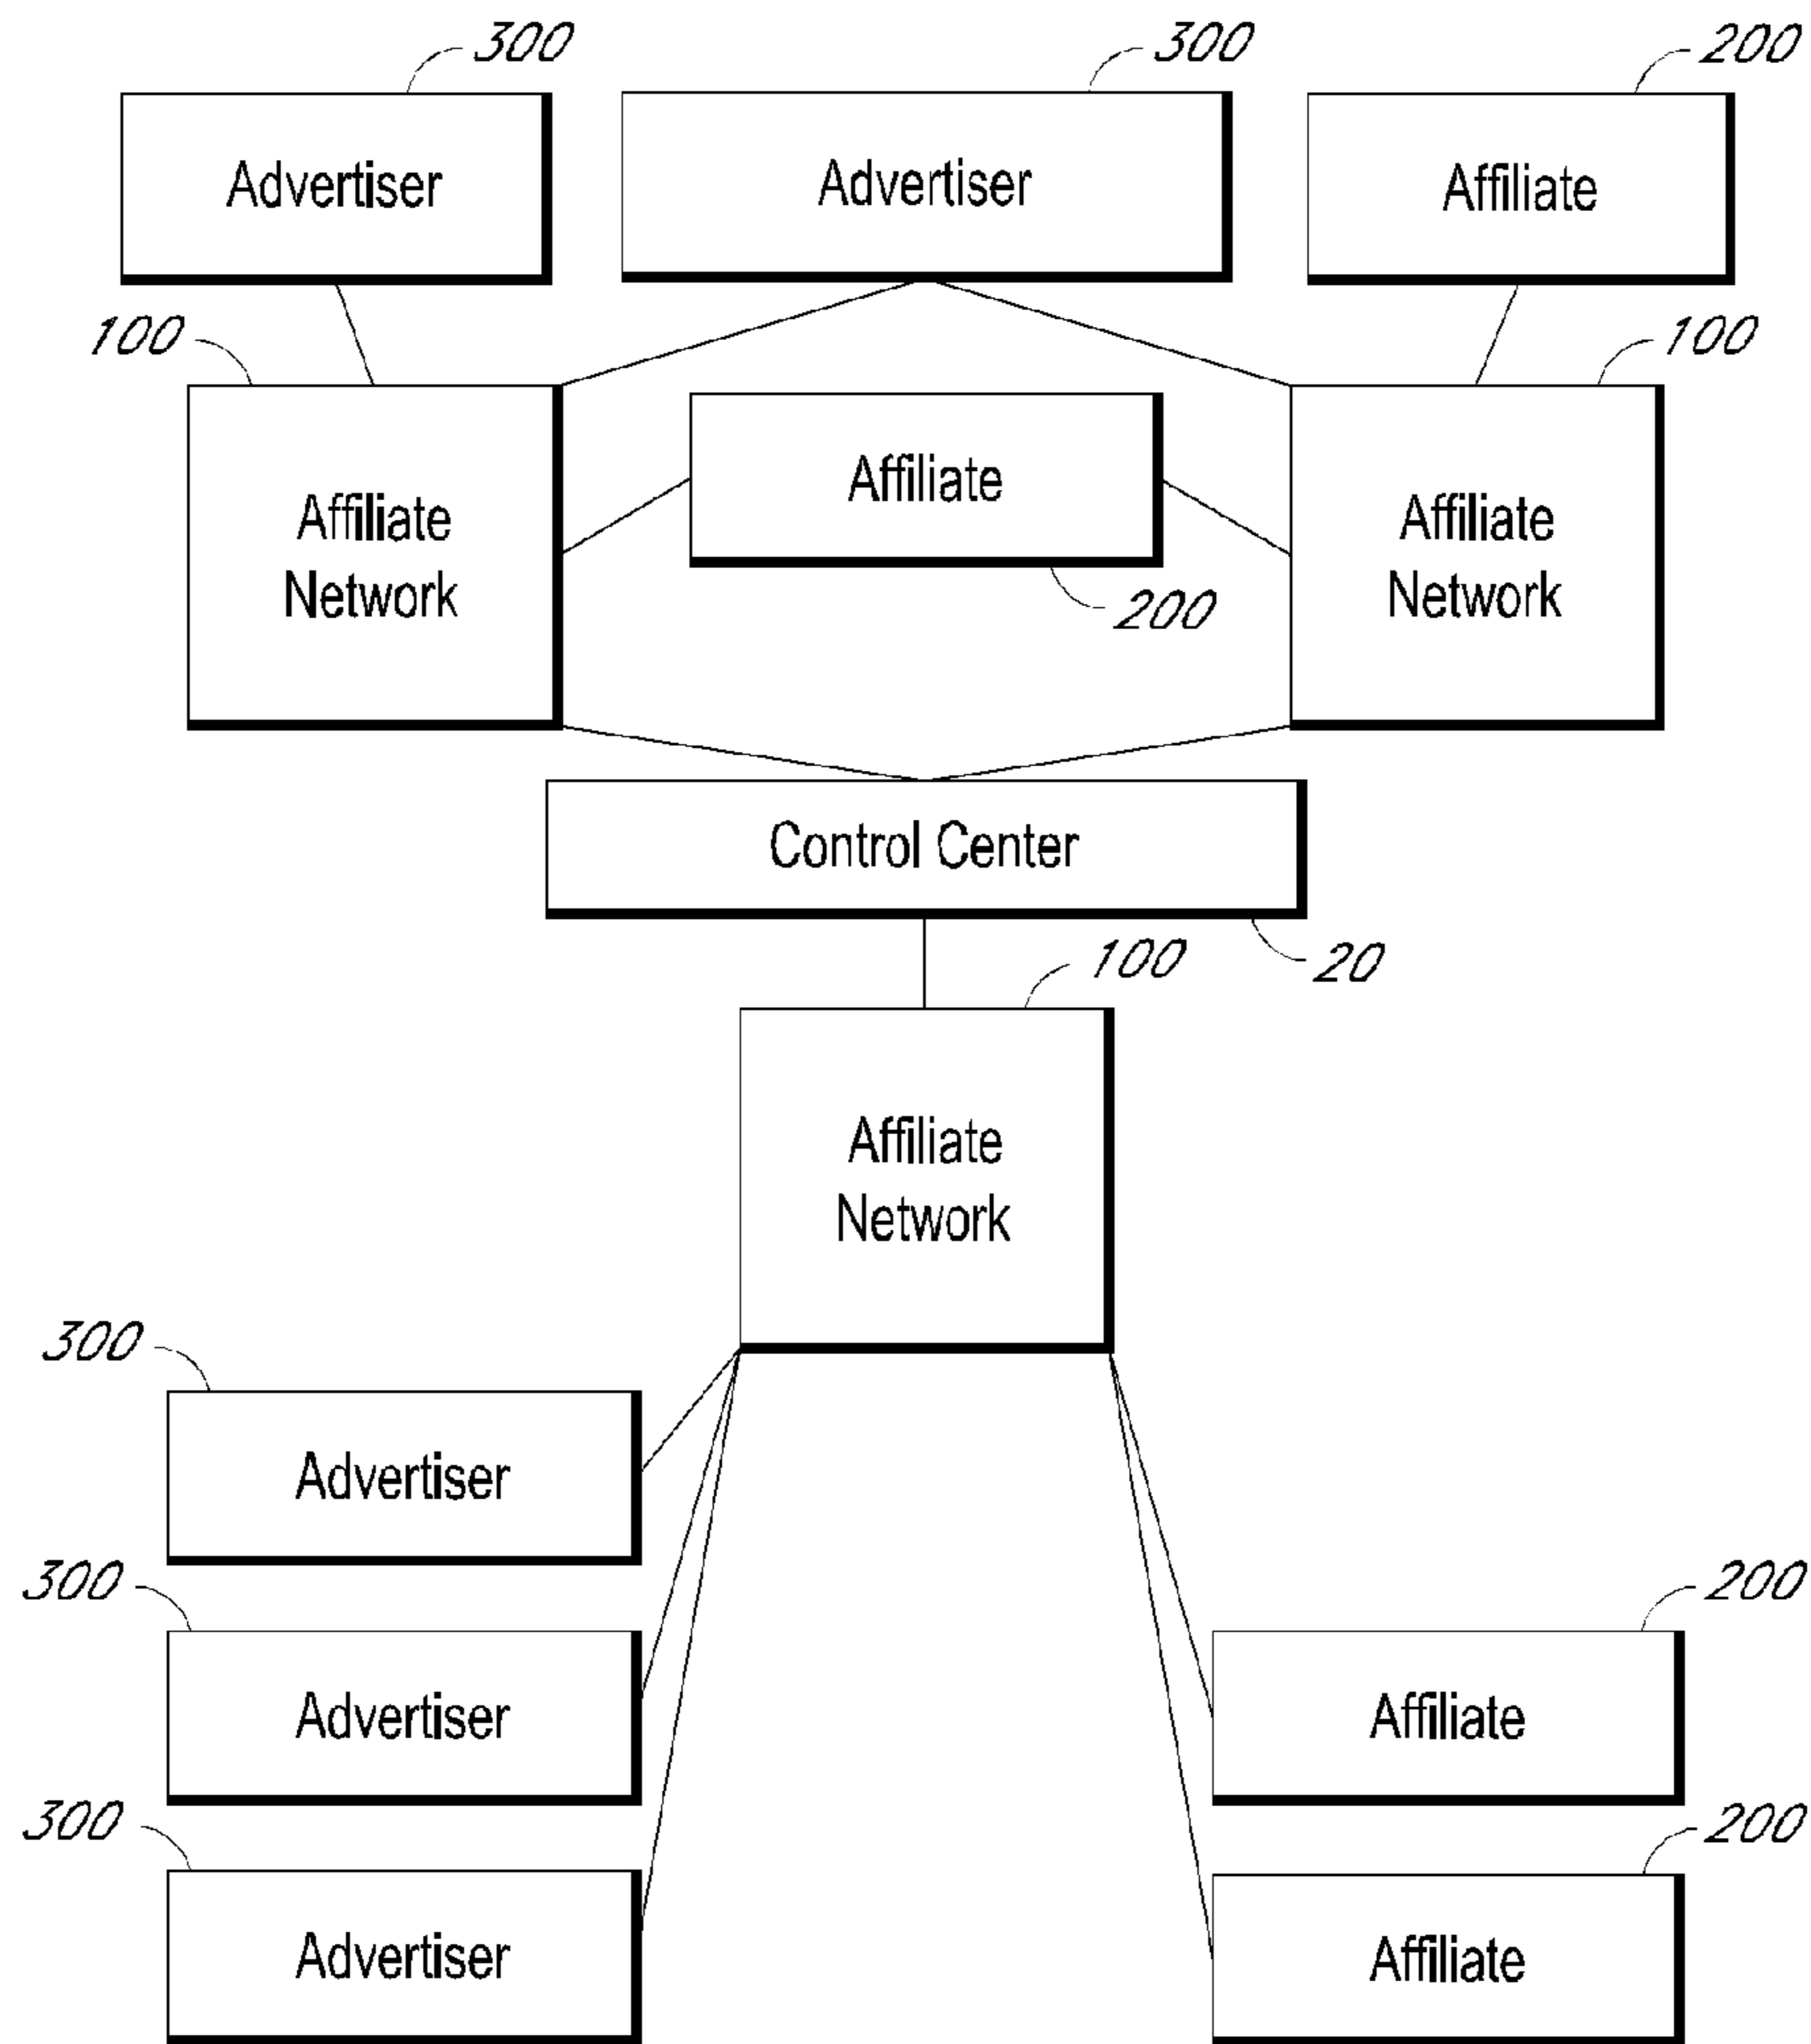 300
300
200
Advertiser
Advertiser
Affiliate
100
100
Affiliate
Network
Affiliate
Affiliate
Network
200
Control Center
100
20
Affiliate
Network
300
Advertiser
300
200
Advertiser
Affiliate
300
200
Advertiser
Affiliate